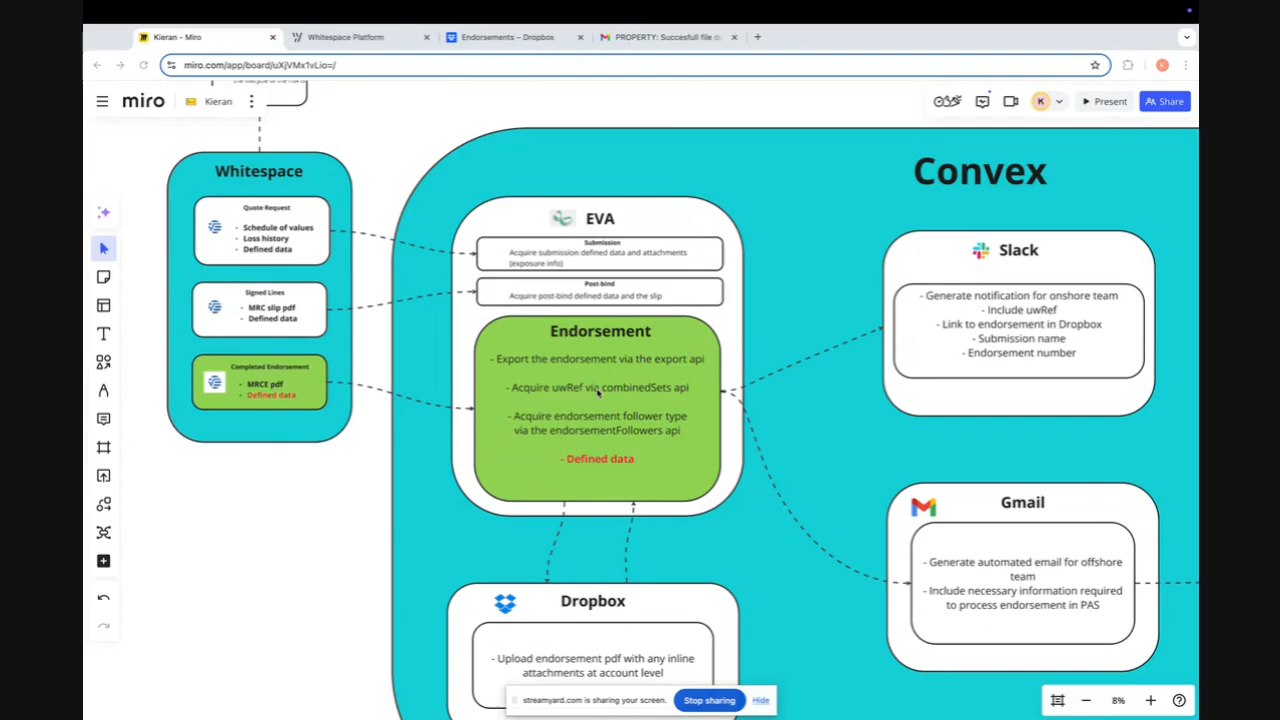 Kieran – Miro
Whitespace Platform
Endorsements – Dropbox
PROPERTY: Succesfull file d
miro.com/app/board/uXjVMx1vLio=/
miro
Kieran
K
Present
Share
Convex
Whitespace
Quote Request
Schedule of values
Loss history
Defined data
Signed Lines
MRC slip pdf
Defined data
Completed Endorsement
MRCE pdf
Defined data
EVA
Submission
Acquire submission defined data and attachments
(exposure info)
Post-bind
Acquire post-bind defined data and the slip
Endorsement
- Export the endorsement via the export api
- Acquire uwRef via combinedSets api
- Acquire endorsement follower type
via the endorsementFollowers api
- Defined data
Slack
- Generate notification for onshore team
- Include uwRef
- Link to endorsement in Dropbox
- Submission name
- Endorsement number
Gmail
- Generate automated email for offshore
team
- Include necessary information required
to process endorsement in PAS
Dropbox
- Upload endorsement pdf with any inline
attachments at account level
streamyard.com is sharing your screen.
Stop sharing
Hide
8%